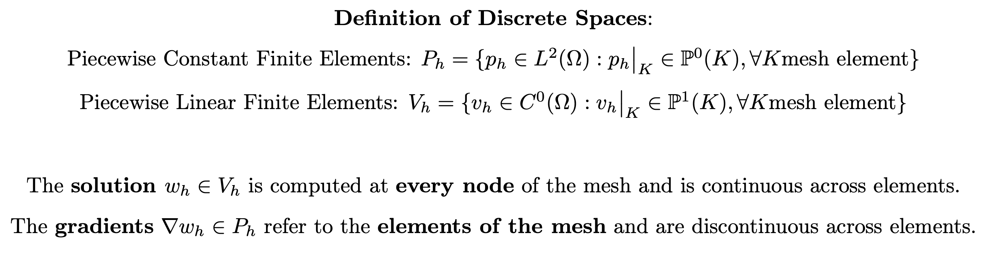 Definition of Discrete Spaces:
Piecewise Constant Finite Elements: $P_h = \{p_h \in L^2(\Omega) : p_h\big|_K \in \mathbb{P}^0(K), \forall K \text{mesh element}\}$
Piecewise Linear Finite Elements: $V_h = \{v_h \in C^0(\Omega) : v_h\big|_K \in \mathbb{P}^1(K), \forall K \text{mesh element}\}$
The solution $w_h \in V_h$ is computed at every node of the mesh and is continuous across elements.
The gradients $\nabla w_h \in P_h$ refer to the elements of the mesh and are discontinuous across elements.